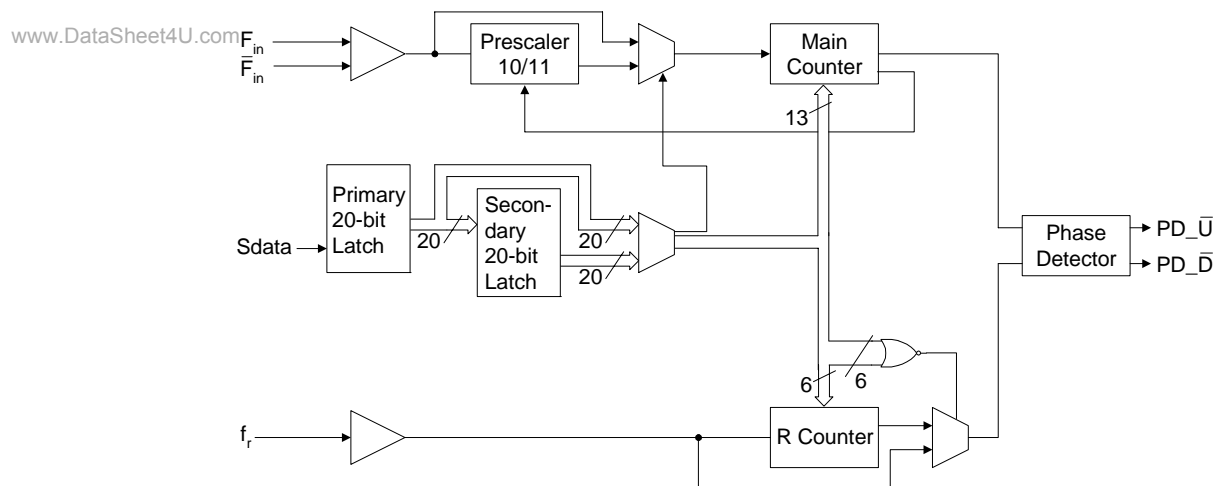 www.DataSheet4U.com
F_in
F̅_in
Prescaler
10/11
Main
Counter
13
Primary
20-bit
Latch
Secon-
dary
20-bit
Latch
20
20
20
Sdata
Phase
Detector
PD_U̅
PD_D̅
6
6
f_r
R Counter